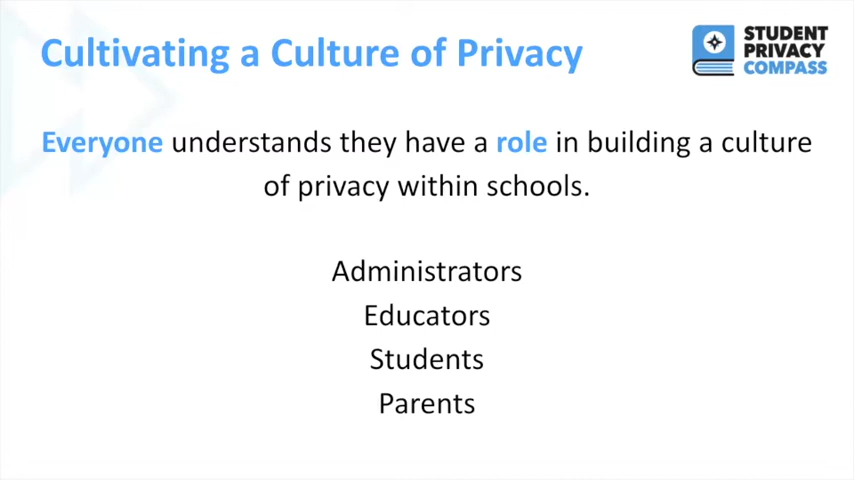 Cultivating a Culture of Privacy
STUDENT
PRIVACY
COMPASS
Everyone understands they have a role in building a culture
of privacy within schools.
Administrators
Educators
Students
Parents